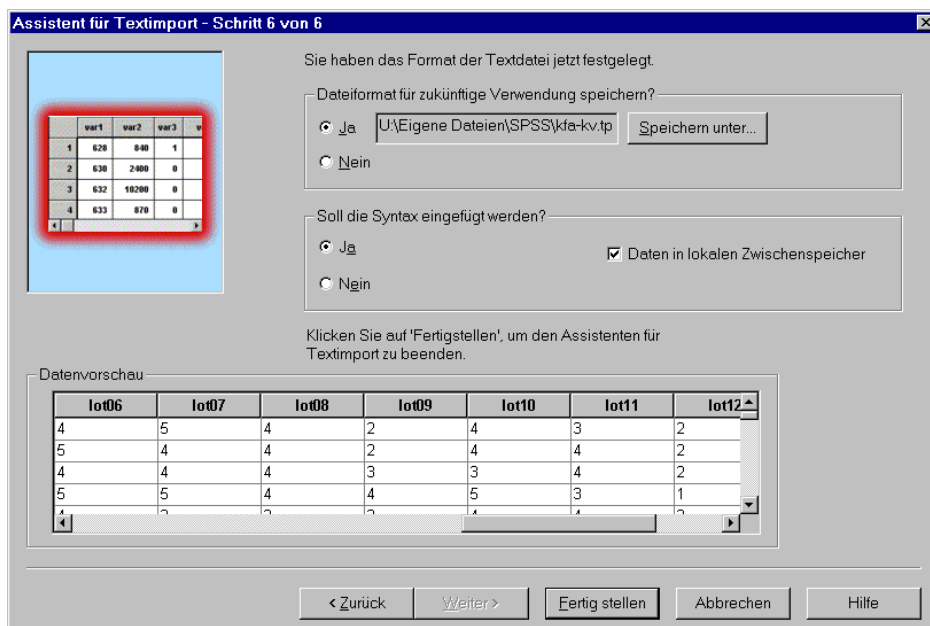 Assistent für Textimport - Schritt 6 von 6
Sie haben das Format der Textdatei jetzt festgelegt.
Dateiformat für zukünftige Verwendung speichern?
Ja U:\Eigene Dateien\SPSS\kfa-kv.tp Speichern unter...
Nein
var1 var2 var3 v
1 628 840 1
2 630 2400 0
3 632 10200 0
4 633 870 0
Soll die Syntax eingefügt werden?
Ja Daten in lokalen Zwischenspeicher
Nein
Klicken Sie auf 'Fertigstellen', um den Assistenten für
Textimport zu beenden.
Datenvorschau
lot06 lot07 lot08 lot09 lot10 lot11 lot12
4 5 4 2 4 3 2
5 4 4 2 4 4 2
4 4 4 3 3 4 2
5 5 4 4 5 3 1
< Zurück Weiter > Fertig stellen Abbrechen Hilfe